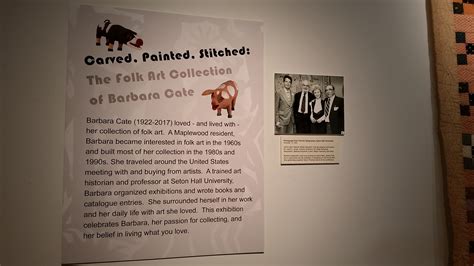 Carved, Painted, Stitched:
The Folk Art Collection
of Barbara Cate
Barbara Cate (1922-2017) loved - and lived with -
her collection of folk art. A Maplewood resident,
Barbara became interested in folk art in the 1960s
and built most of her collection in the 1980s and
1990s. She traveled around the United States
meeting with and buying from artists. A trained art
historian and professor at Seton Hall University,
Barbara organized exhibitions and wrote books and
catalogue entries. She surrounded herself in her work
and her daily life with art she loved. This exhibition
celebrates Barbara, her passion for collecting, and
her belief in living what you love.